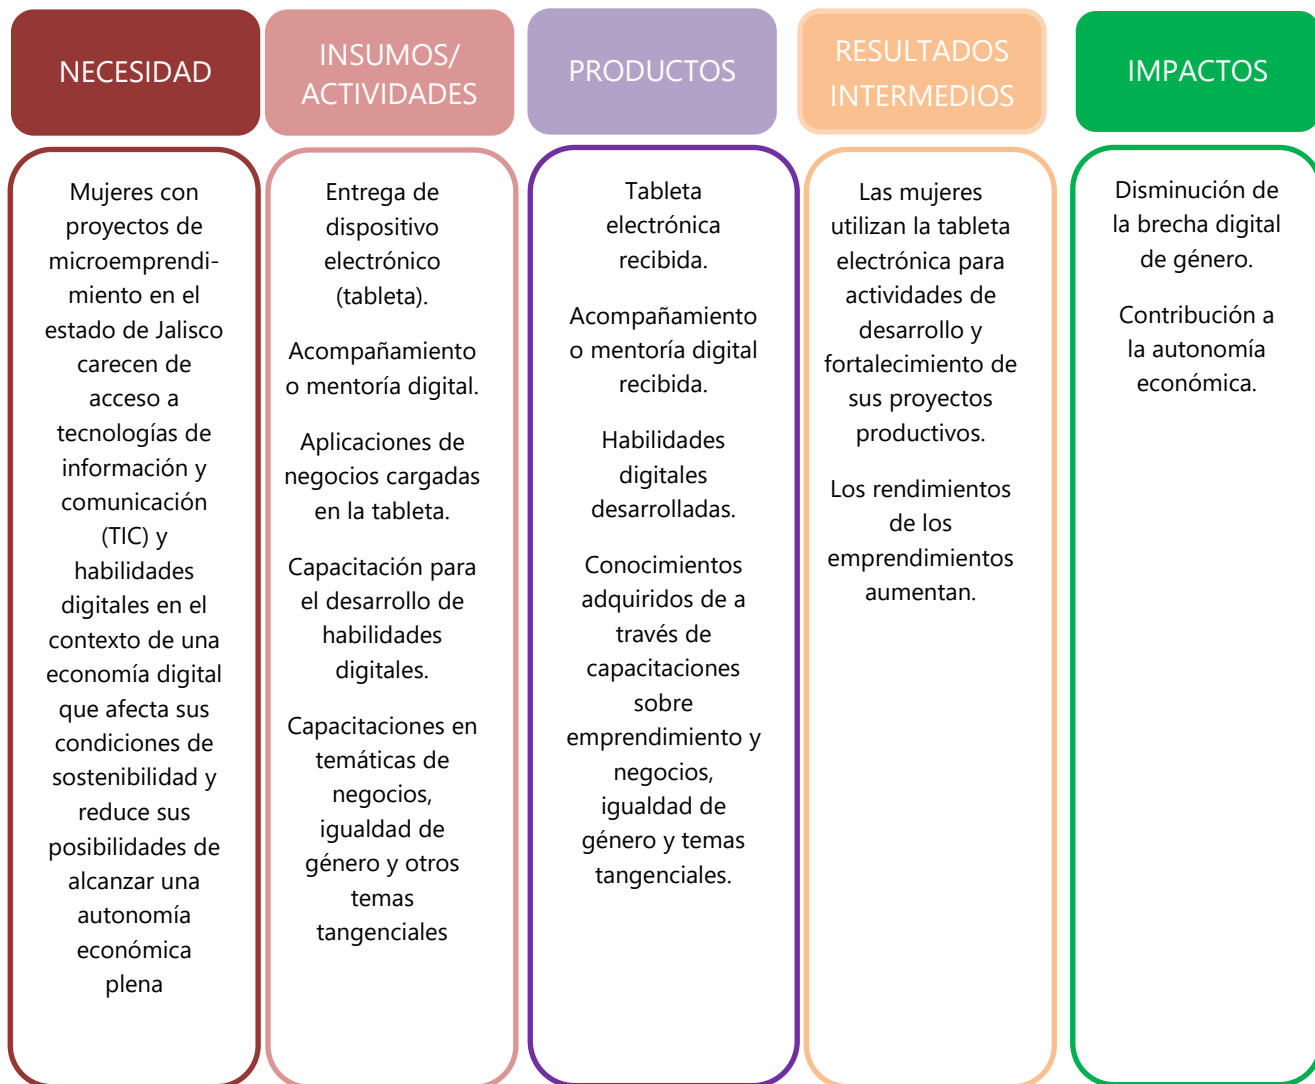 NECESIDAD
Mujeres con
proyectos de
microemprendi-
miento en el
estado de Jalisco
carecen de
acceso a
tecnologías de
información y
comunicación
(TIC) y
habilidades
digitales en el
contexto de una
economía digital
que afecta sus
condiciones de
sostenibilidad y
reduce sus
posibilidades de
alcanzar una
autonomía
económica
plena
INSUMOS/
ACTIVIDADES
Entrega de
dispositivo
electrónico
(tableta).
Acompañamiento
o mentoría digital.
Aplicaciones de
negocios cargadas
en la tableta.
Capacitación para
el desarrollo de
habilidades
digitales.
Capacitaciones en
temáticas de
negocios,
igualdad de
género y otros
temas
tangenciales
PRODUCTOS
Tableta
electrónica
recibida.
Acompañamiento
o mentoría digital
recibida.
Habilidades
digitales
desarrolladas.
Conocimientos
adquiridos de a
través de
capacitaciones
sobre
emprendimiento y
negocios,
igualdad de
género y temas
tangenciales.
RESULTADOS
INTERMEDIOS
Las mujeres
utilizan la tableta
electrónica para
actividades de
desarrollo y
fortalecimiento de
sus proyectos
productivos.
Los rendimientos
de los
emprendimientos
aumentan.
IMPACTOS
Disminución de
la brecha digital
de género.
Contribución a
la autonomía
económica.